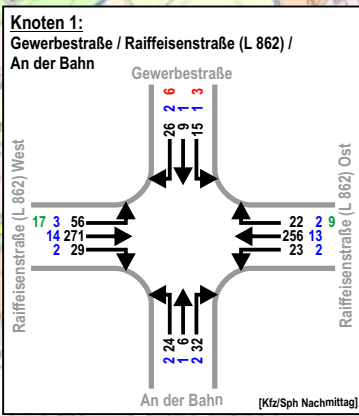 Knoten 1:
Gewerbestraße / Raiffeisenstraße (L 862) /
An der Bahn
Gewerbestraße
6 3
2 1 1
26 9 15
Raiffeisenstraße (L 862) West
17 3 56
14 271
2 29
22 2 9
256 13
23 2
Raiffeisenstraße (L 862) Ost
24 6 32
2 1 2
An der Bahn
[Kfz/Sph Nachmittag]